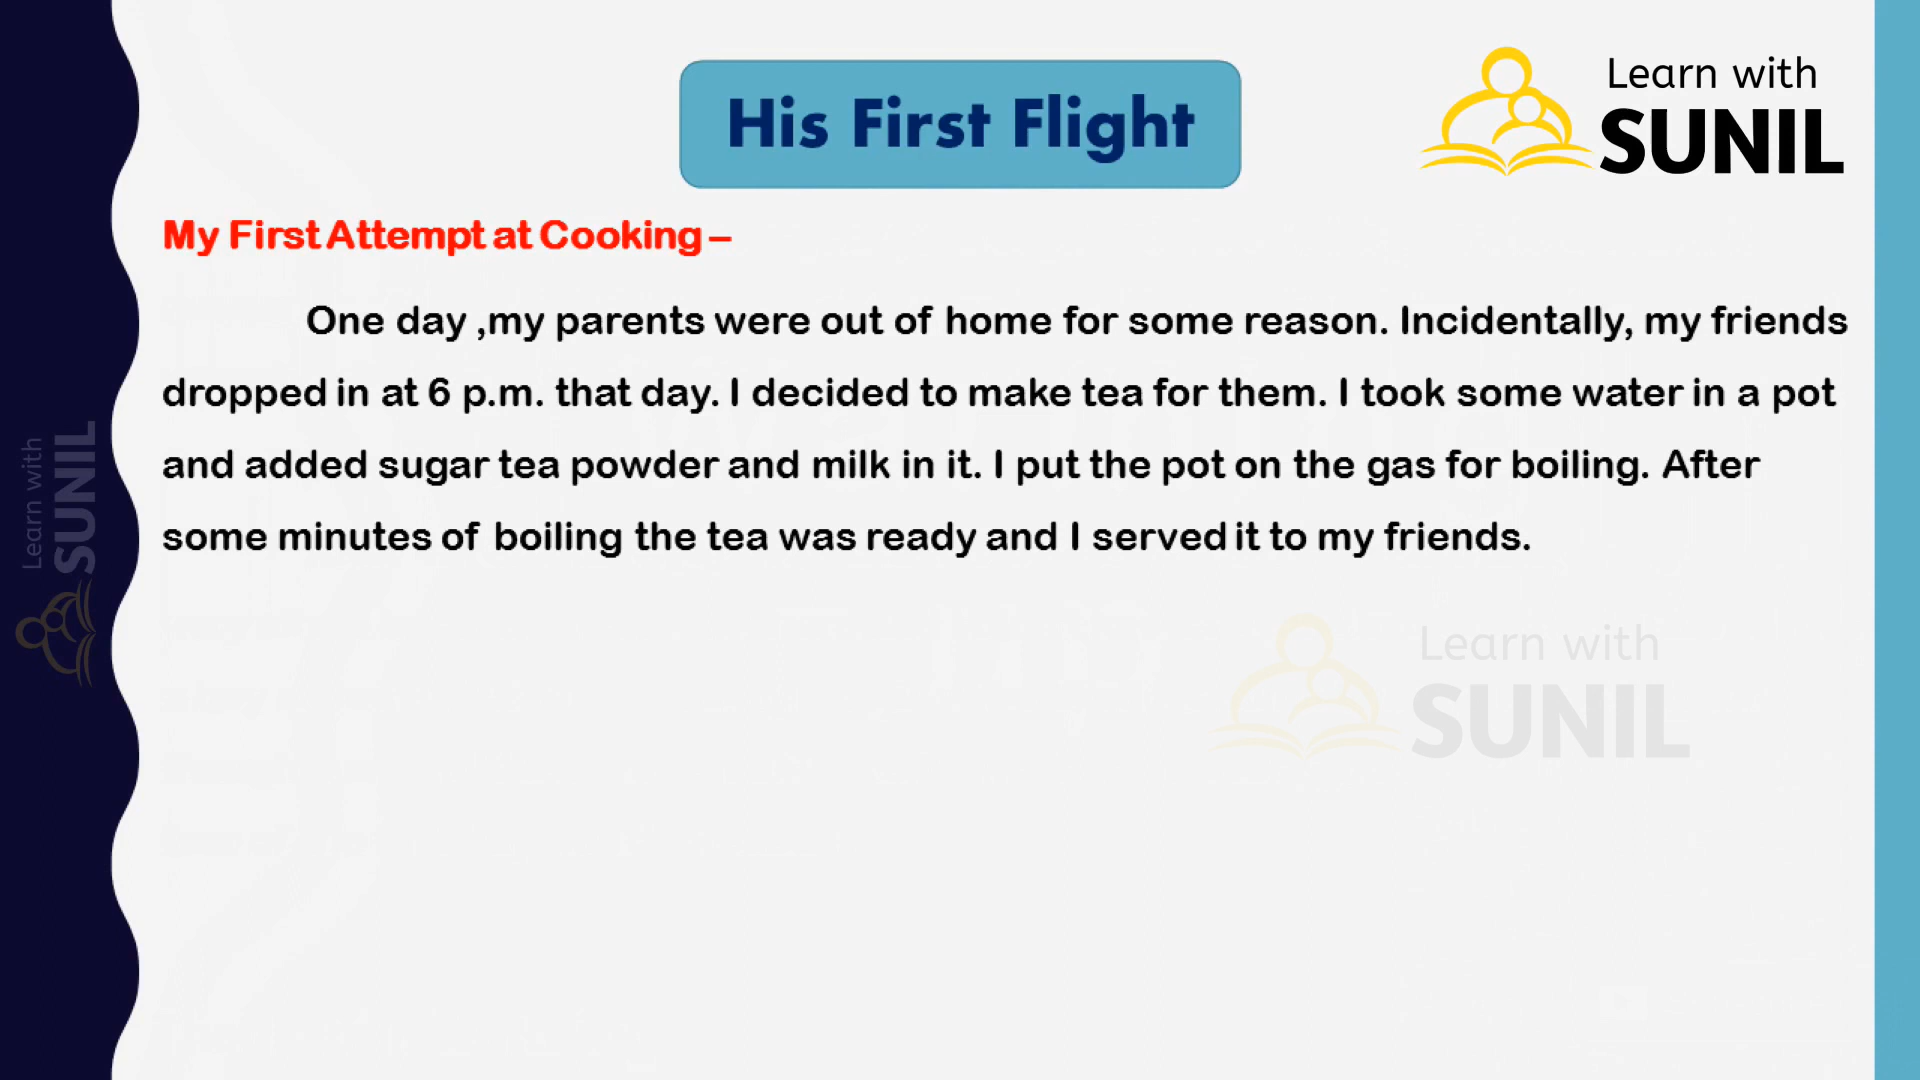 His First Flight
Learn with
SUNIL
My First Attempt at Cooking –
One day ,my parents were out of home for some reason. Incidentally, my friends
dropped in at 6 p.m. that day. I decided to make tea for them. I took some water in a pot
and added sugar tea powder and milk in it. I put the pot on the gas for boiling. After
some minutes of boiling the tea was ready and I served it to my friends.
Learn with
SUNIL
Learn with
SUNIL